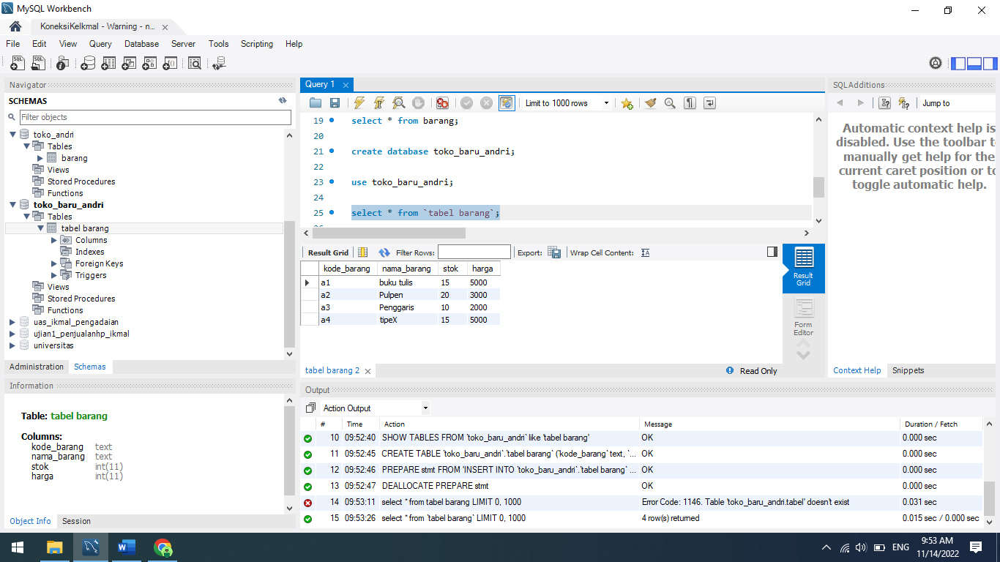 MySQL Workbench
KoneksiKelkmal - Warning - n...
File Edit View Query Database Server Tools Scripting Help
Navigator
SCHEMAS
Filter objects
toko_andri
Tables
barang
Views
Stored Procedures
Functions
toko_baru_andri
Tables
tabel barang
Columns
Indexes
Foreign Keys
Triggers
Views
Stored Procedures
Functions
uas_ikmal_pengadaian
ujian1_penjualanhp_ikmal
universitas
Administration Schemas
Information
Table: tabel barang
Columns:
kode_barang text
nama_barang text
stok int(11)
harga int(11)
Object Info Session
Query 1
Limit to 1000 rows
19 select * from barang;
20
21 create database toko_baru_andri;
22
23 use toko_baru_andri;
24
25 select * from `tabel barang`;
Result Grid Filter Rows: Export: Wrap Cell Content:
kode_barang nama_barang stok harga
a1 buku tulis 15 5000
a2 Pulpen 20 3000
a3 Penggaris 10 2000
a4 tipeX 15 5000
Result
Grid
Form
Editor
tabel barang 2
Read Only
SQLAdditions
Jump to
Automatic context help is
disabled. Use the toolbar t
manually get help for the
current caret position or to
toggle automatic help.
Context Help Snippets
Output
Action Output
# Time Action Message Duration / Fetch
10 09:52:40 SHOW TABLES FROM `toko_baru_andri` like 'tabel barang' OK 0.000 sec
11 09:52:45 CREATE TABLE `toko_baru_andri`.`tabel barang` (`kode_barang` text, `... OK 0.000 sec
12 09:52:46 PREPARE stmt FROM 'INSERT INTO `toko_baru_andri`.`tabel barang` ... OK 0.000 sec
13 09:52:47 DEALLOCATE PREPARE stmt OK 0.000 sec
14 09:53:11 select * from tabel barang LIMIT 0, 1000 Error Code: 1146. Table 'toko_baru_andri.tabel' doesn't exist 0.031 sec
15 09:53:26 select * from `tabel barang` LIMIT 0, 1000 4 row(s) returned 0.015 sec / 0.000 sec
ENG
9:53 AM
11/14/2022